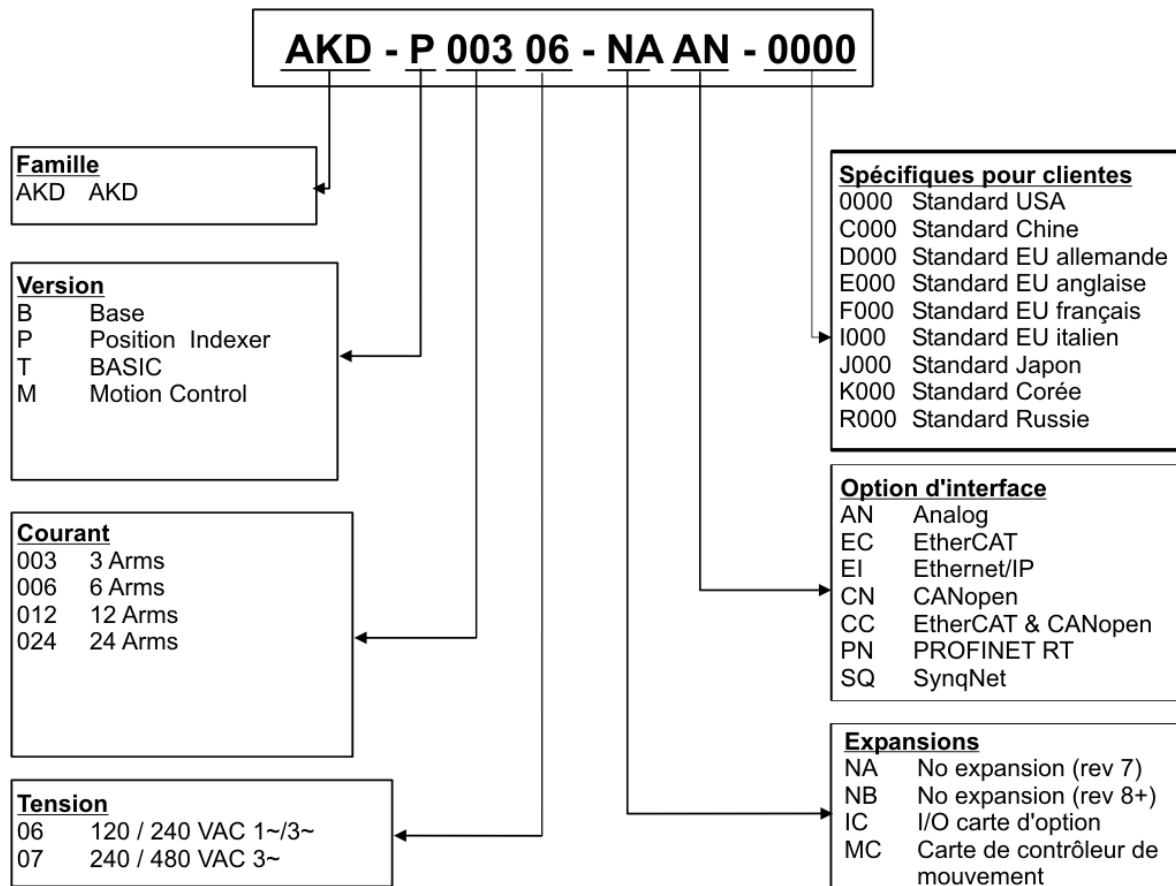 AKD - P 003 06 - NA AN - 0000
Famille
AKD AKD
Version
B Base
P Position Indexer
T BASIC
M Motion Control
Courant
003 3 Arms
006 6 Arms
012 12 Arms
024 24 Arms
Tension
06 120 / 240 VAC 1~/3~
07 240 / 480 VAC 3~
Spécifiques pour clientes
0000 Standard USA
C000 Standard Chine
D000 Standard EU allemande
E000 Standard EU anglaise
F000 Standard EU français
I000 Standard EU italien
J000 Standard Japon
K000 Standard Corée
R000 Standard Russie
Option d'interface
AN Analog
EC EtherCAT
EI Ethernet/IP
CN CANopen
CC EtherCAT & CANopen
PN PROFINET RT
SQ SynqNet
Expansions
NA No expansion (rev 7)
NB No expansion (rev 8+)
IC I/O carte d'option
MC Carte de contrôleur de
mouvement